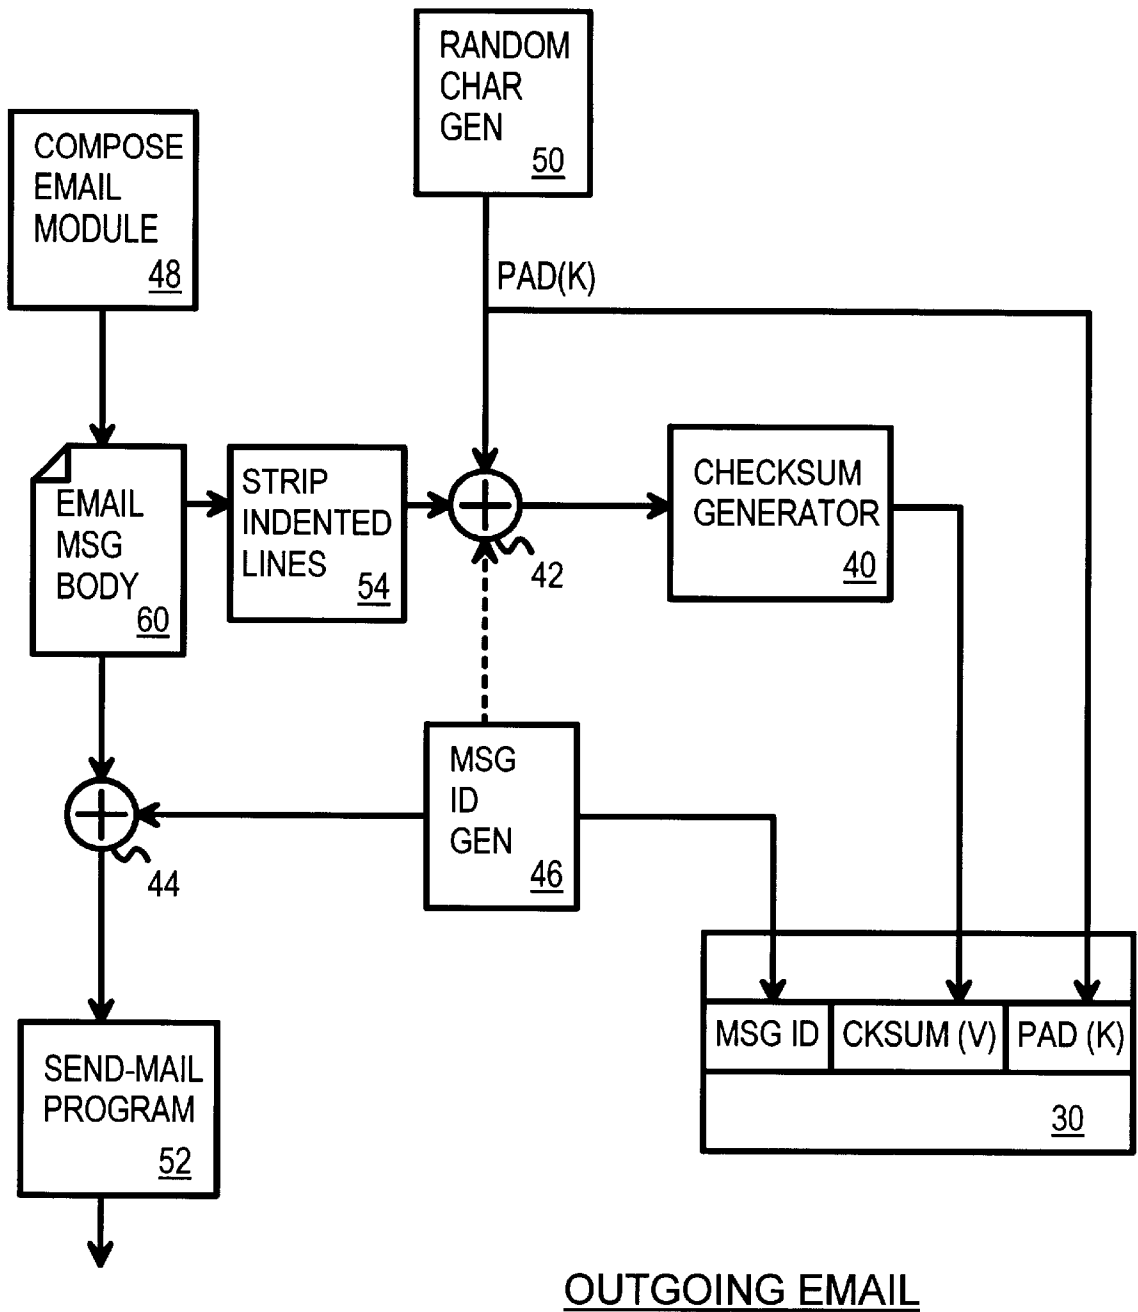 RANDOM
CHAR
GEN
50
COMPOSE
EMAIL
MODULE
48
PAD(K)
EMAIL
MSG
BODY
60
STRIP
INDENTED
LINES
54
42
CHECKSUM
GENERATOR
40
MSG
ID
GEN
46
44
MSG ID
CKSUM (V)
PAD (K)
30
SEND-MAIL
PROGRAM
52
OUTGOING EMAIL